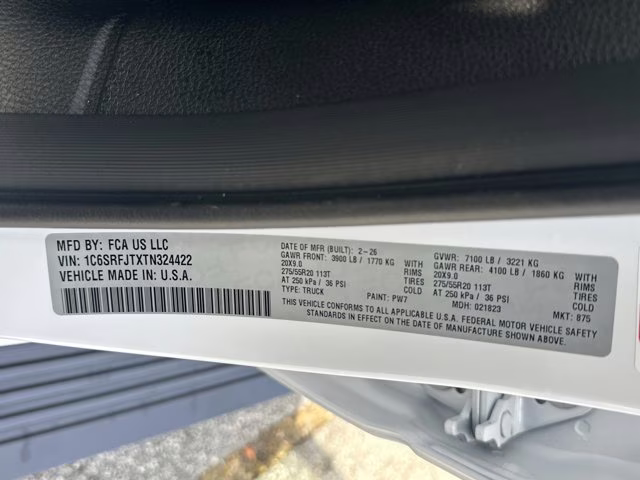 MFD BY: FCA US LLC
VIN: 1C6SRFJTXTN324422
VEHICLE MADE IN U.S.A.
DATE OF MFR (BUILT): 2-26
GAWR FRONT: 3900 LB / 1770 KG WITH
20X9.0 RIMS
275/55R20 113T TIRES
AT 250 kPa / 36 PSI COLD
TYPE: TRUCK
PAINT: PW7
GVWR: 7100 LB / 3221 KG
GAWR REAR: 4100 LB / 1860 KG WITH
20X9.0 RIMS
275/55R20 113T TIRES
AT 250 kPa / 36 PSI COLD
MDH: 021823 MKT: 875
THIS VEHICLE CONFORMS TO ALL APPLICABLE U.S.A. FEDERAL MOTOR VEHICLE SAFETY
STANDARDS IN EFFECT ON THE DATE OF MANUFACTURE SHOWN ABOVE.